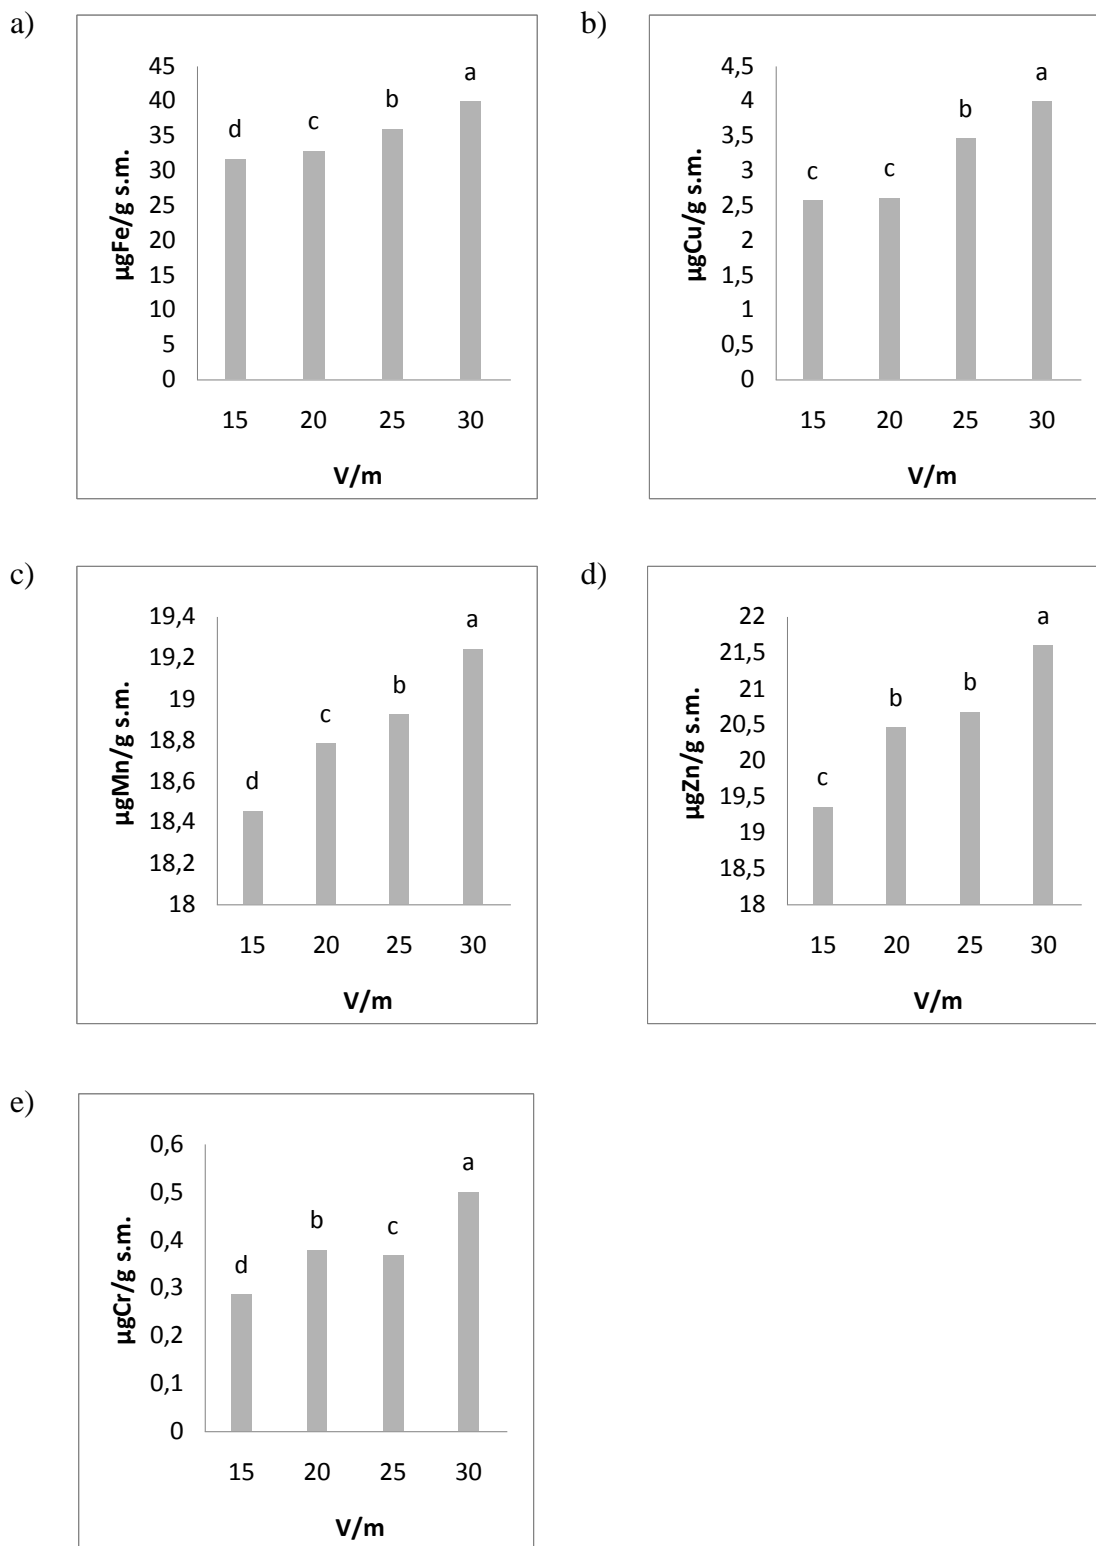 a)
45
40
35
30
25
20
15
10
5
0
µgFe/g s.m.
d
c
b
a
15 20 25 30
V/m
b)
4,5
4
3,5
3
2,5
2
1,5
1
0,5
0
µgCu/g s.m.
c
c
b
a
15 20 25 30
V/m
c)
19,4
19,2
19
18,8
18,6
18,4
18,2
18
µgMn/g s.m.
d
c
b
a
15 20 25 30
V/m
d)
22
21,5
21
20,5
20
19,5
19
18,5
18
µgZn/g s.m.
c
b
b
a
15 20 25 30
V/m
e)
0,6
0,5
0,4
0,3
0,2
0,1
0
µgCr/g s.m.
d
b
c
a
15 20 25 30
V/m